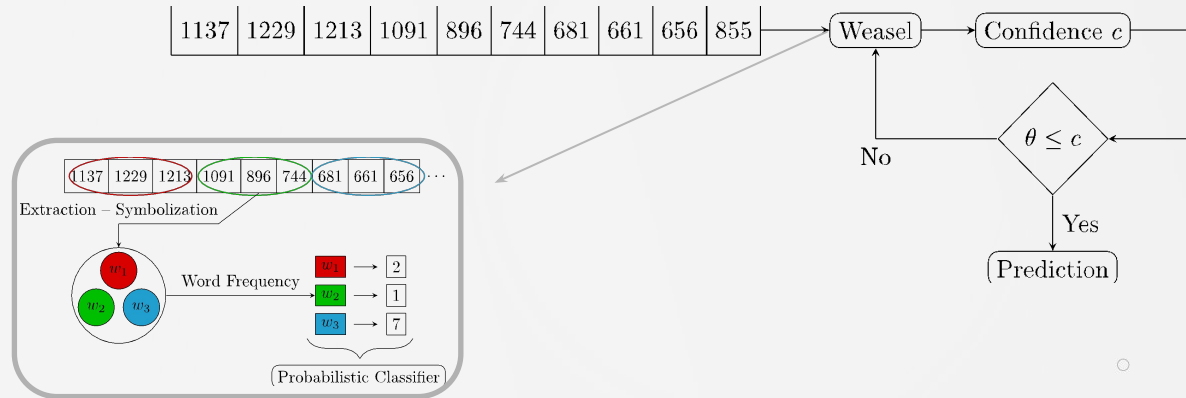 1137 1229 1213 1091 896 744 681 661 656 855
Weasel
Confidence c
θ ≤ c
No
Yes
Prediction
1137 1229 1213 1091 896 744 681 661 656 ···
Extraction – Symbolization
w₁
w₂ w₃
Word Frequency
w₁ 2
w₂ 1
w₃ 7
Probabilistic Classifier